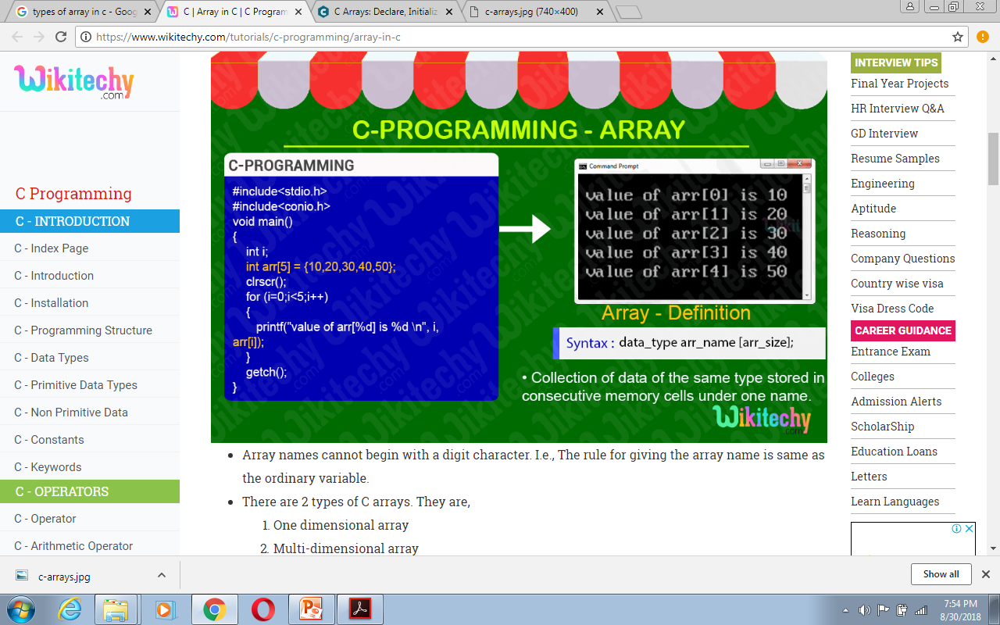 types of array in c - Goog
C | Array in C | C Program
C Arrays: Declare, Initializ
c-arrays.jpg (740×400)
https://www.wikitechy.com/tutorials/c-programming/array-in-c
Wikitechy
.com
C Programming
C - INTRODUCTION
C - Index Page
C - Introduction
C - Installation
C - Programming Structure
C - Data Types
C - Primitive Data Types
C - Non Primitive Data
C - Constants
C - Keywords
C - OPERATORS
C - Operator
C - Arithmetic Operator
C-PROGRAMMING - ARRAY
C-PROGRAMMING
#include<stdio.h>
#include<conio.h>
void main()
{
int i;
int arr[5] = {10,20,30,40,50};
clrscr();
for (i=0;i<5;i++)
{
printf("value of arr[%d] is %d \n", i,
arr[i]);
}
getch();
}
Command Prompt
value of arr[0] is 10
value of arr[1] is 20
value of arr[2] is 30
value of arr[3] is 40
value of arr[4] is 50
Array - Definition
Syntax : data_type arr_name [arr_size];
• Collection of data of the same type stored in
consecutive memory cells under one name.
Wikitechy
.com
• Array names cannot begin with a digit character. I.e., The rule for giving the array name is same as
the ordinary variable.
• There are 2 types of C arrays. They are,
1. One dimensional array
2. Multi-dimensional array
INTERVIEW TIPS
Final Year Projects
HR Interview Q&A
GD Interview
Resume Samples
Engineering
Aptitude
Reasoning
Company Questions
Country wise visa
Visa Dress Code
CAREER GUIDANCE
Entrance Exam
Colleges
Admission Alerts
ScholarShip
Education Loans
Letters
Learn Languages
c-arrays.jpg
Show all
7:54 PM
8/30/2018